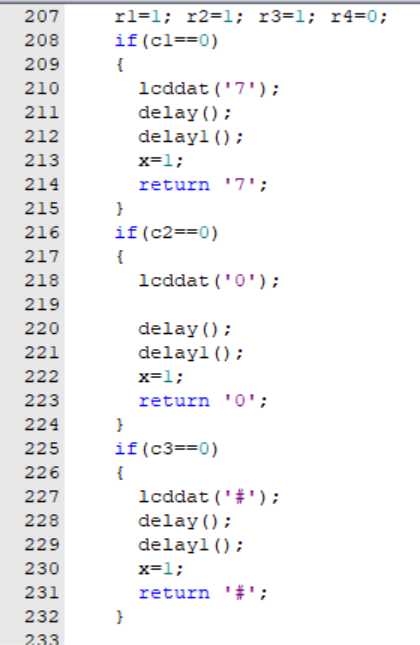 207 r1=1; r2=1; r3=1; r4=0;
208 if(c1==0)
209 {
210 lcddat('7');
211 delay();
212 delay1();
213 x=1;
214 return '7';
215 }
216 if(c2==0)
217 {
218 lcddat('0');
219
220 delay();
221 delay1();
222 x=1;
223 return '0';
224 }
225 if(c3==0)
226 {
227 lcddat('#');
228 delay();
229 delay1();
230 x=1;
231 return '#';
232 }
233